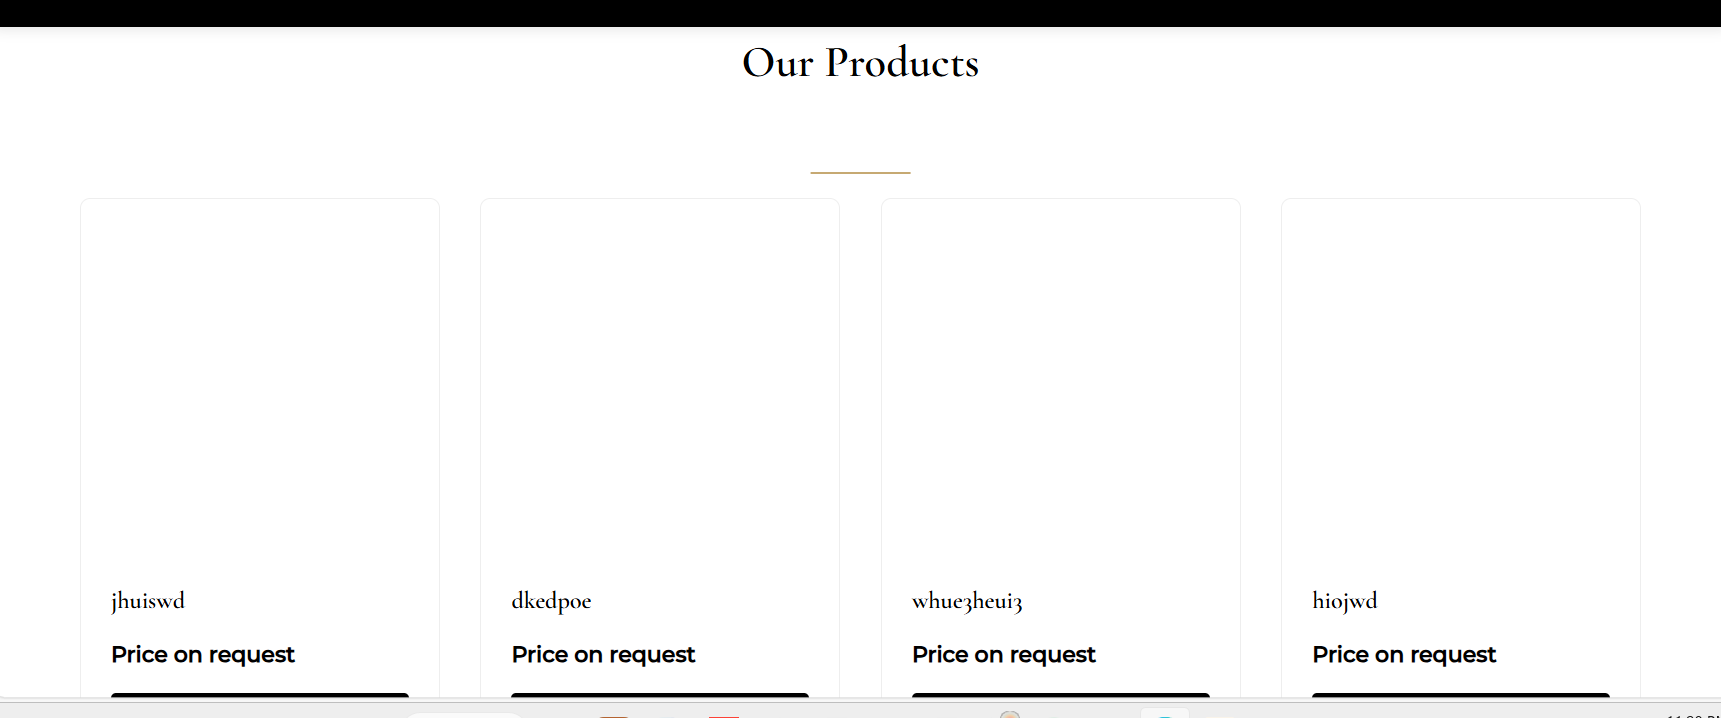 Our Products
jhuiswd
dkedpoe
whue3heui3
hiojwd
Price on request
Price on request
Price on request
Price on request